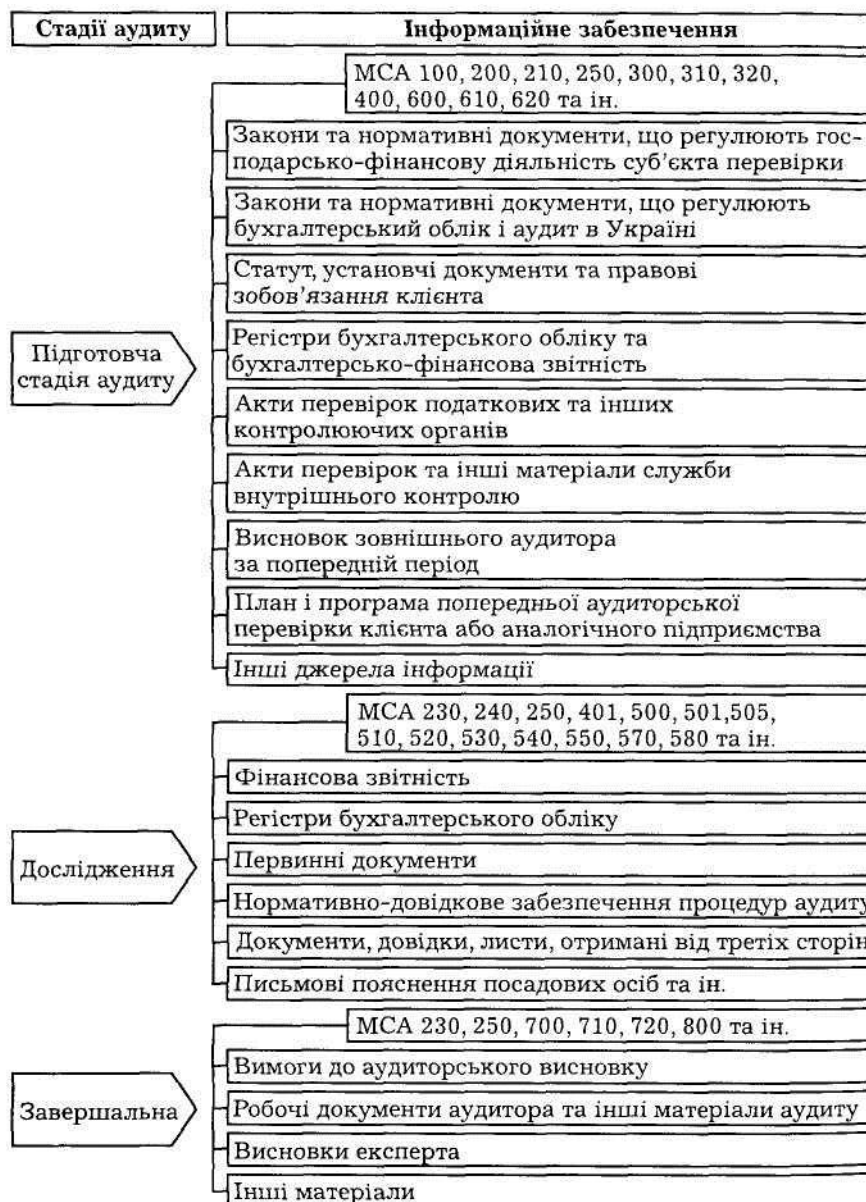 Стадії аудиту
Інформаційне забезпечення
МСА 100, 200, 210, 250, 300, 310, 320,
400, 600, 610, 620 та ін.
Закони та нормативні документи, що регулюють гос-
подарсько-фінансову діяльність суб’єкта перевірки
Закони та нормативні документи, що регулюють
бухгалтерський облік і аудит в Україні
Статут, установчі документи та правові
зобов’язання клієнта
Підготовча
стадія аудиту
Регістри бухгалтерського обліку та
бухгалтерсько-фінансова звітність
Акти перевірок податкових та інших
контролюючих органів
Акти перевірок та інші матеріали служби
внутрішнього контролю
Висновок зовнішнього аудитора
за попередній період
План і програма попередньої аудиторської
перевірки клієнта або аналогічного підприємства
Інші джерела інформації
МСА 230, 240, 250, 401, 500, 501,505,
510, 520, 530, 540, 550, 570, 580 та ін.
Фінансова звітність
Регістри бухгалтерського обліку
Дослідження
Первинні документи
Нормативно-довідкове забезпечення процедур аудиту
Документи, довідки, листи, отримані від третіх сторін
Письмові пояснення посадових осіб та ін.
МСА 230, 250, 700, 710, 720, 800 та ін.
Вимоги до аудиторського висновку
Завершальна
Робочі документи аудитора та інші матеріали аудиту
Висновки експерта
Інші матеріали